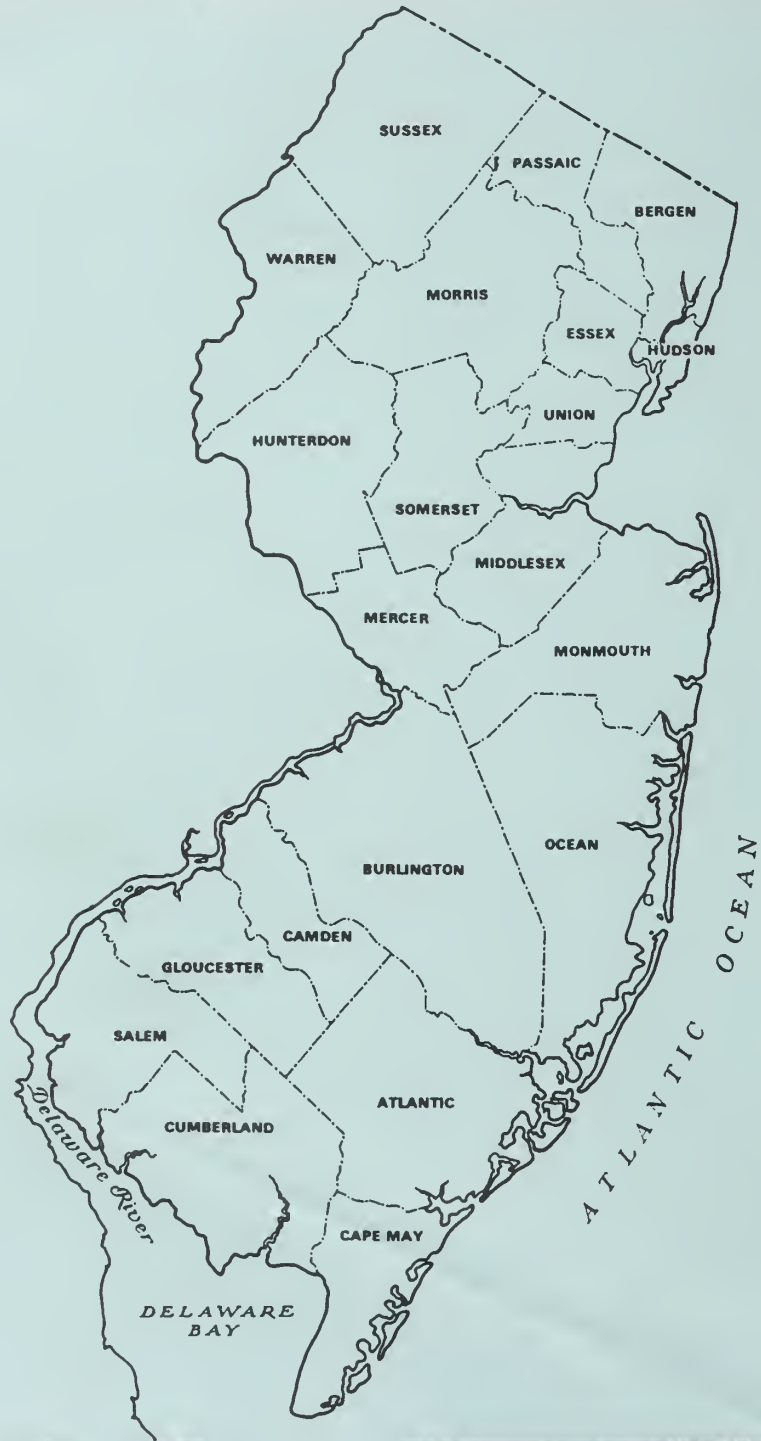 SUSSEX
PASSAIC
BERGEN
WARREN
MORRIS
ESSEX
HUDSON
UNION
HUNTERDON
SOMERSET
MIDDLESEX
MERCER
MONMOUTH
OCEAN
BURLINGTON
CAMDEN
GLOUCESTER
SALEM
ATLANTIC
CUMBERLAND
CAPE MAY
Delaware River
DELAWARE
BAY
ATLANTIC OCEAN